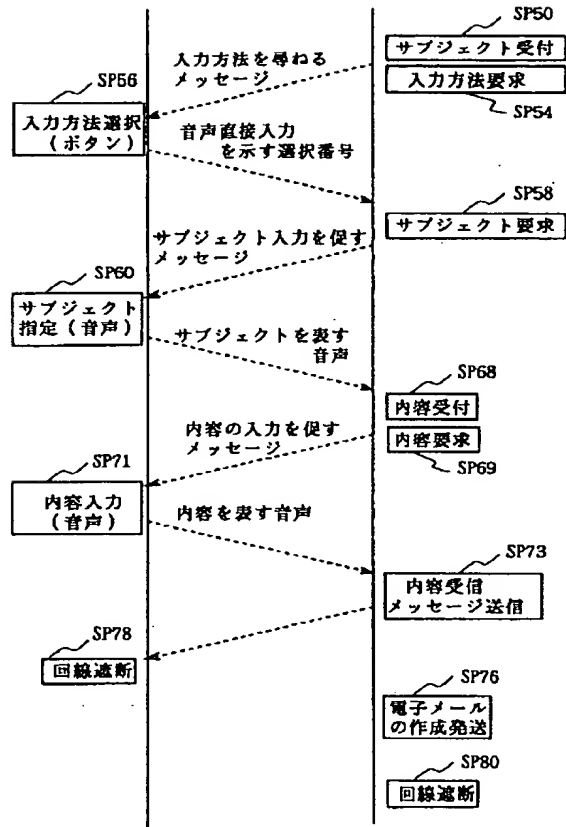 SP50
サブジェクト受付
入力方法を尋ねる
メッセージ
入力方法要求
SP54
SP56
入力方法選択
(ボタン)
音声直接入力
を示す選択番号
SP58
サブジェクト要求
サブジェクト入力を促す
メッセージ
SP60
サブジェクト
指定(音声)
サブジェクトを表す
音声
SP68
内容受付
内容の入力を促す
メッセージ
内容要求
SP69
SP71
内容入力
(音声)
内容を表す音声
SP73
内容受信
メッセージ送信
SP78
回線遮断
SP76
電子メール
の作成発送
SP80
回線遮断